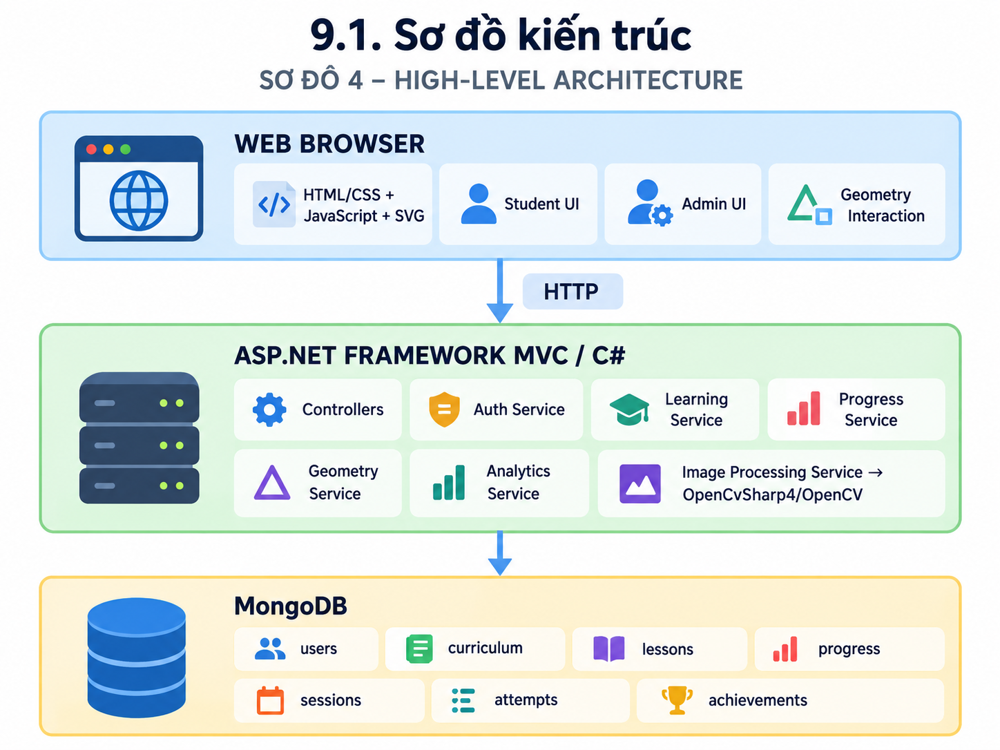 9.1. Sơ đồ kiến trúc
SƠ ĐÔ 4 – HIGH-LEVEL ARCHITECTURE
WEB BROWSER
HTML/CSS +
JavaScript + SVG
Student UI
Admin UI
Geometry
Interaction
HTTP
ASP.NET FRAMEWORK MVC / C#
Controllers
Auth Service
Learning
Service
Progress
Service
Geometry
Service
Analytics
Service
Image Processing Service →
OpenCvSharp4/OpenCV
MongoDB
users
curriculum
lessons
progress
sessions
attempts
achievements